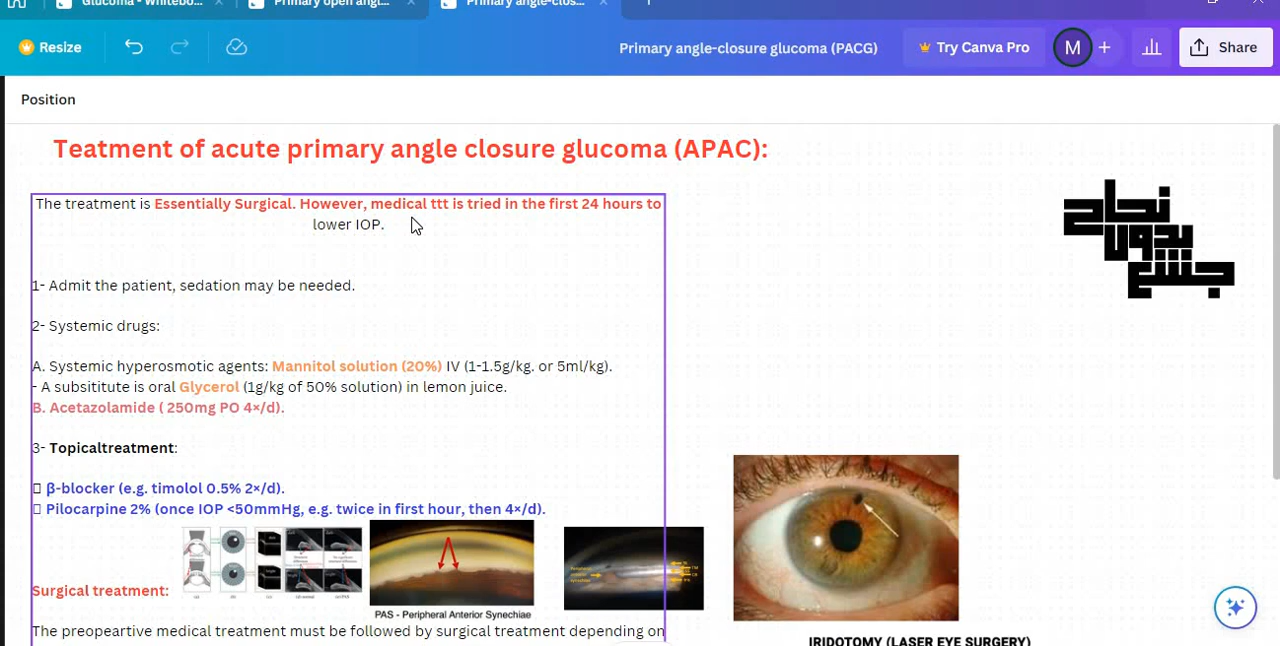 Glucoma - Whitebo...
Primary open angl...
Primary angle-clos...
Resize
Primary angle-closure glucoma (PACG)
Try Canva Pro
M
Share
Position
Teatment of acute primary angle closure glucoma (APAC):
نجاح
بدون
جشع
The treatment is Essentially Surgical. However, medical ttt is tried in the first 24 hours to
lower IOP.
1- Admit the patient, sedation may be needed.
2- Systemic drugs:
A. Systemic hyperosmotic agents: Mannitol solution (20%) IV (1-1.5g/kg. or 5ml/kg).
- A subsititute is oral Glycerol (1g/kg of 50% solution) in lemon juice.
B. Acetazolamide ( 250mg PO 4×/d).
3- Topicaltreatment:
β-blocker (e.g. timolol 0.5% 2×/d).
Pilocarpine 2% (once IOP <50mmHg, e.g. twice in first hour, then 4×/d).
PAS - Peripheral Anterior Synechiae
Surgical treatment:
The preopeartive medical treatment must be followed by surgical treatment depending on
IRIDOTOMY (LASER EYE SURGERY)